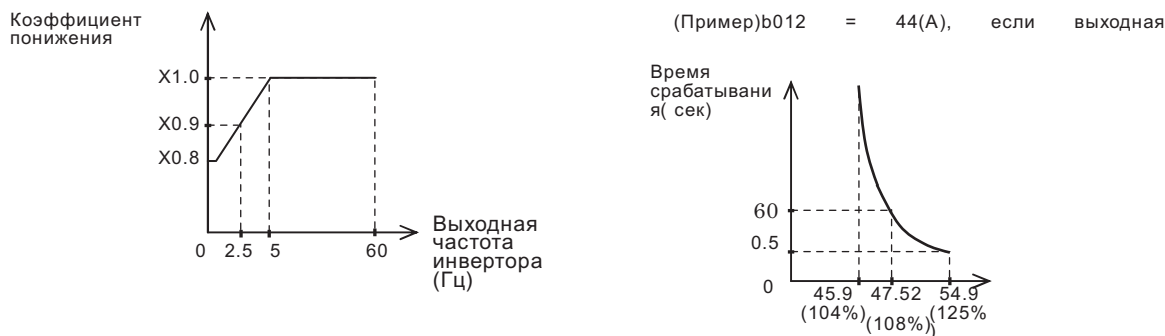 Коэффициент
понижения
X1.0
X0.9
X0.8
0 2.5 5 60
Выходная
частота
инвертора
(Гц)
(Пример)b012 = 44(А), если выходная
Время
срабатывани
я( сек)
60
0.5
0
45.9 47.52 54.9
(104%) (108%) (125%
)